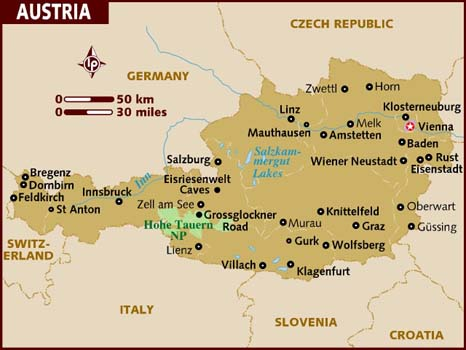 AUSTRIA
CZECH REPUBLIC
GERMANY
LP
0 50 km
0 30 miles
Zwettl
Horn
Klosterneuburg
Linz
Melk
Vienna
Mauthausen
Amstetten
Baden
Salzburg
Salzkam-
mergut
Lakes
Wiener Neustadt
Rust
Eisenstadt
Bregenz
Dornbirn
Feldkirch
Inn
Innsbruck
St Anton
Eisriesenwelt
Caves
Zell am See
Grossglockner
Road
Hohe Tauern
NP
Knittelfeld
Oberwart
Murau
Graz
Güssing
Gurk
Wolfsberg
Lienz
Villach
Klagenfurt
SWITZ-
ERLAND
ITALY
SLOVENIA
CROATIA